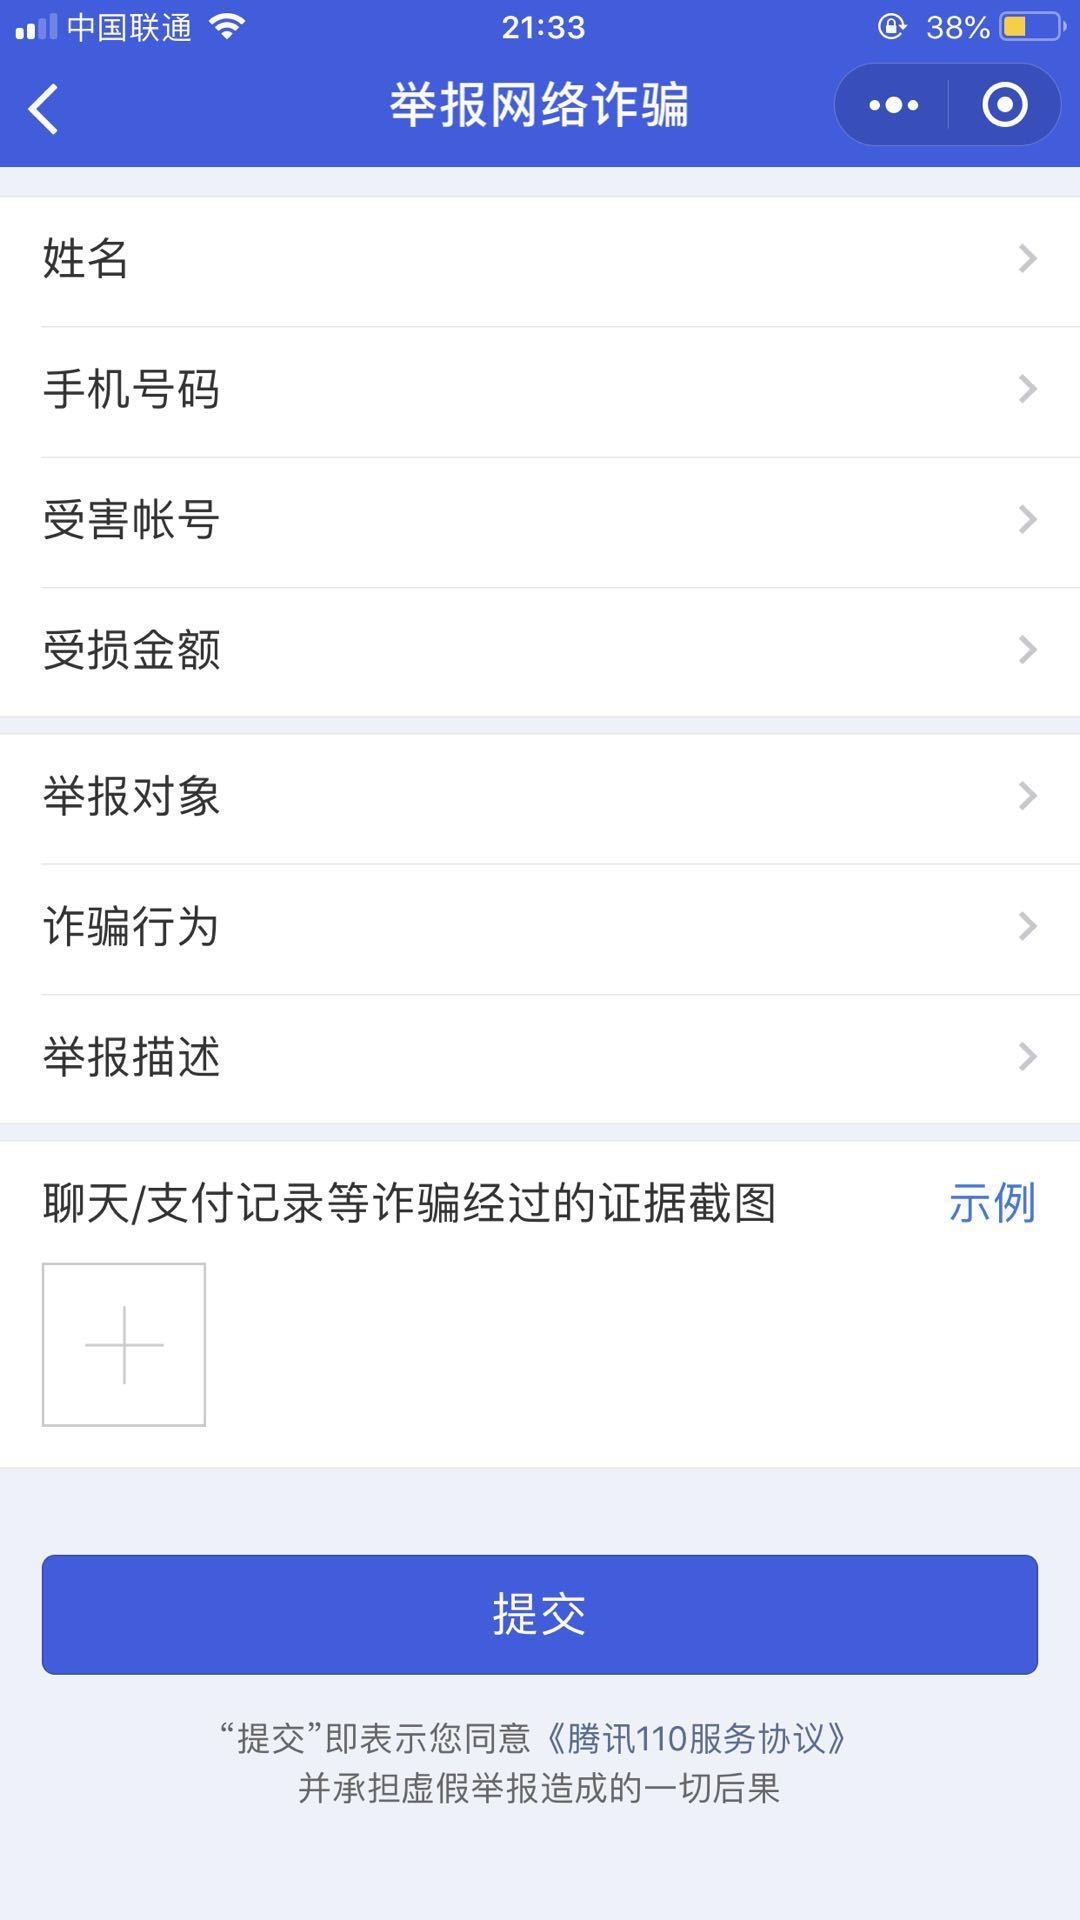 中国联通 21:33 38%
举报网络诈骗
姓名
手机号码
受害帐号
受损金额
举报对象
诈骗行为
举报描述
聊天/支付记录等诈骗经过的证据截图 示例
提交
“提交”即表示您同意《腾讯110服务协议》
并承担虚假举报造成的一切后果